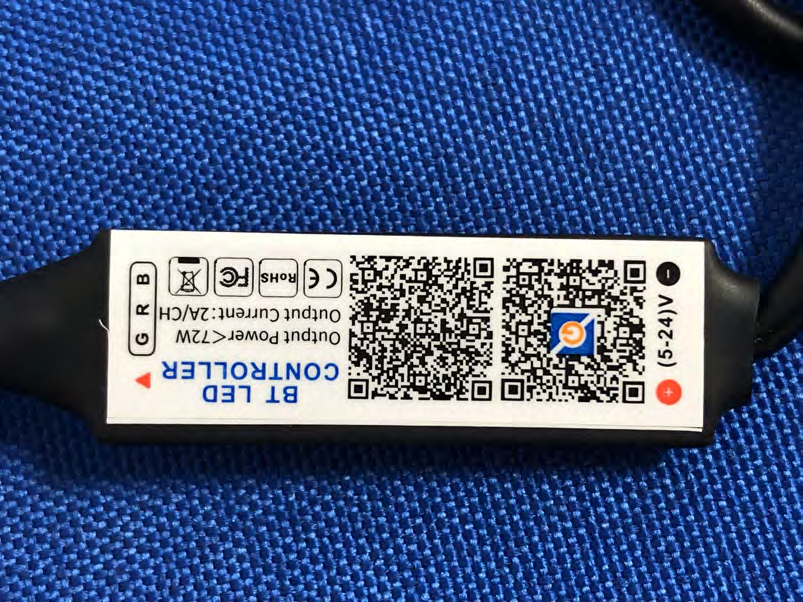 + (5-24)V -
BT LED
CONTROLLER
Output Power<72W
Output Current:2A/CH
CE RoHS FC
G R B